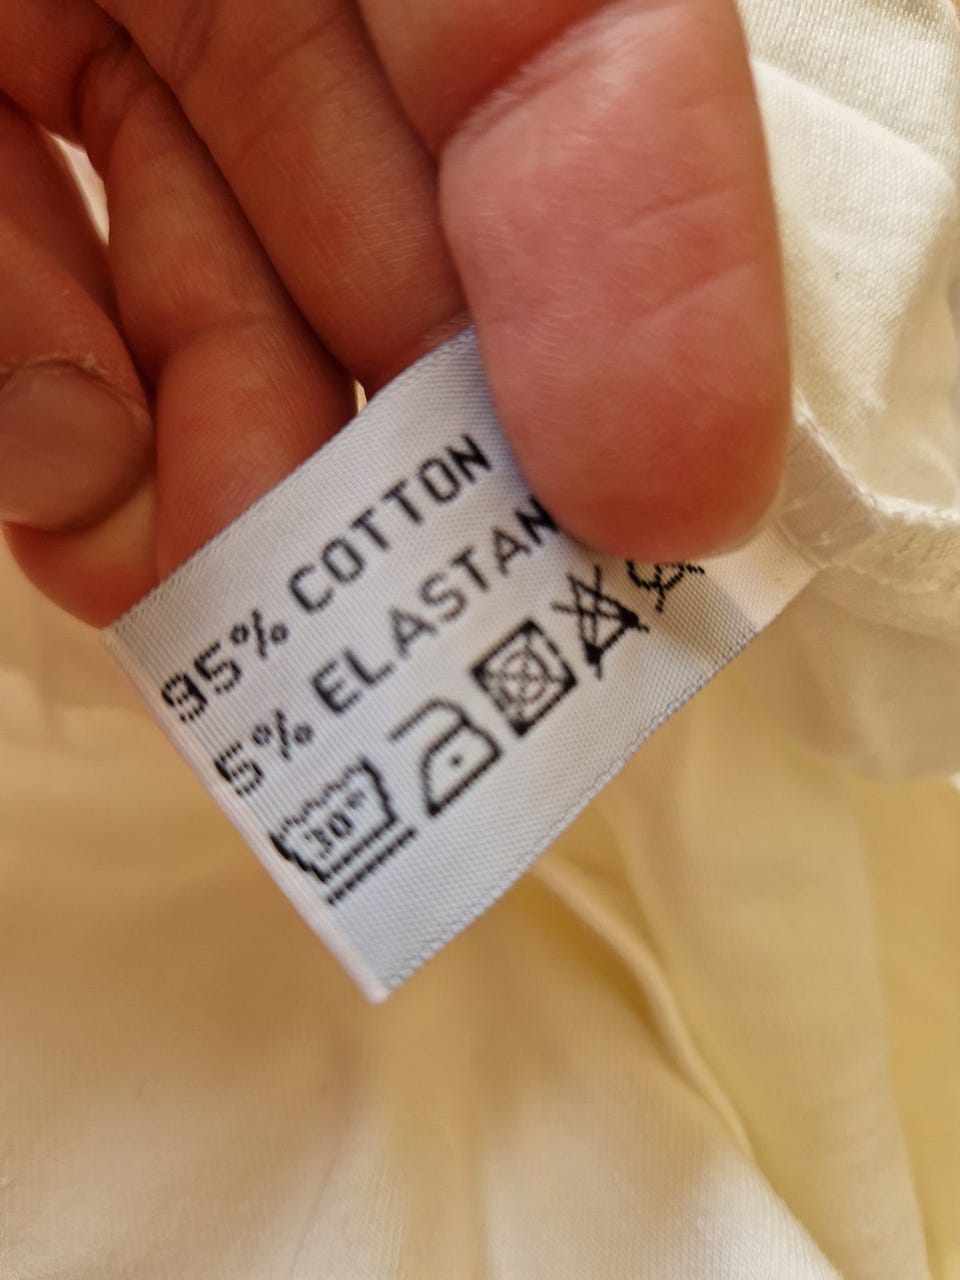 95% COTTON
5% ELASTAN
30°